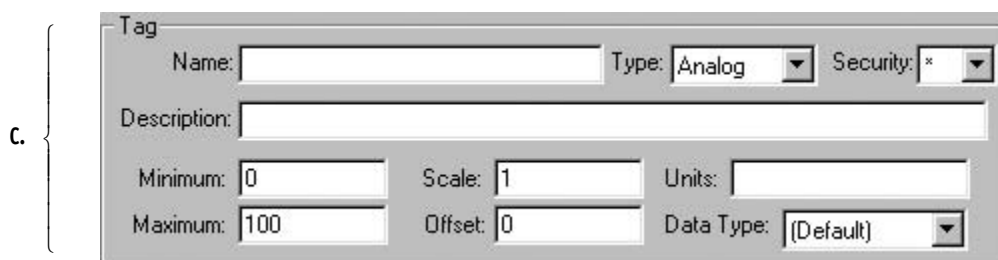 Tag
Name: Type: Analog Security: *
C.
Description:
Minimum: 0 Scale: 1 Units:
Maximum: 100 Offset: 0 Data Type: (Default)